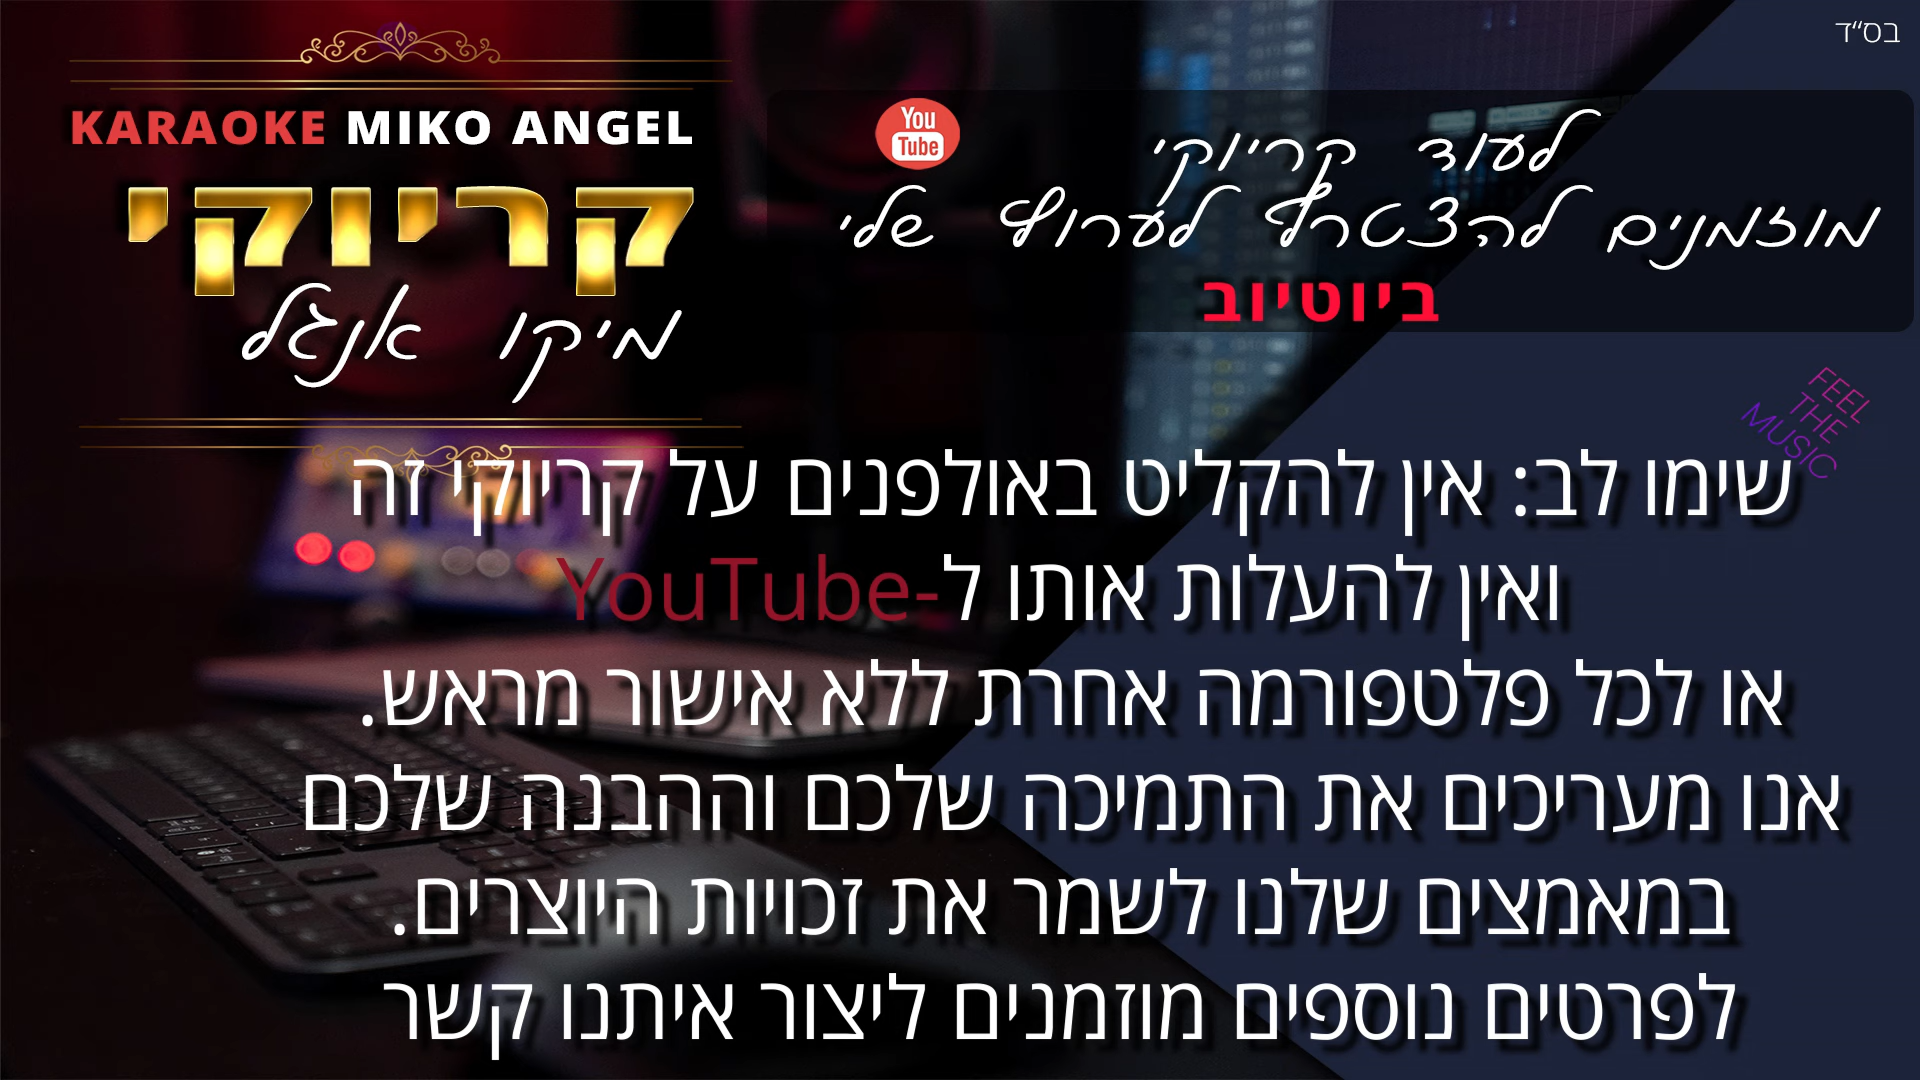 בס״ד
KARAOKE MIKO ANGEL
קריוקי
מיקו אנגל
You
Tube
לעוד קריוקי
מוזמנים להצטרף לערוץ שלי
ביוטיוב
FEEL
THE
MUSIC
שימו לב: אין להקליט באולפנים על קריוקי זה
ואין להעלות אותו ל-YouTube
או לכל פלטפורמה אחרת ללא אישור מראש.
אנו מעריכים את התמיכה שלכם וההבנה שלכם
במאמצים שלנו לשמר את זכויות היוצרים.
לפרטים נוספים מוזמנים ליצור איתנו קשר